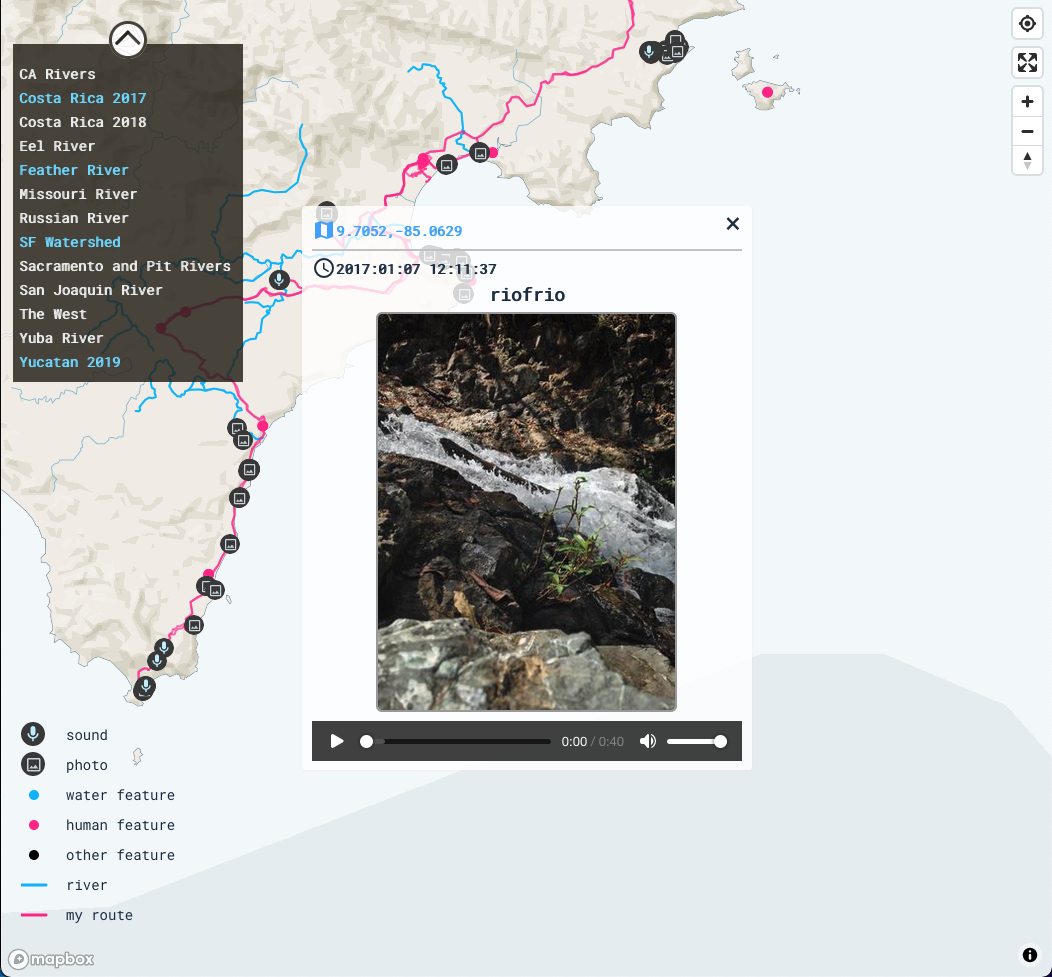 CA Rivers
Costa Rica 2017
Costa Rica 2018
Eel River
Feather River
Missouri River
Russian River
SF Watershed
Sacramento and Pit Rivers
San Joaquin River
The West
Yuba River
Yucatan 2019
9.7052,-85.0629
2017:01:07 12:11:37
riofrio
0:00 / 0:40
sound
photo
water feature
human feature
other feature
river
my route
mapbox